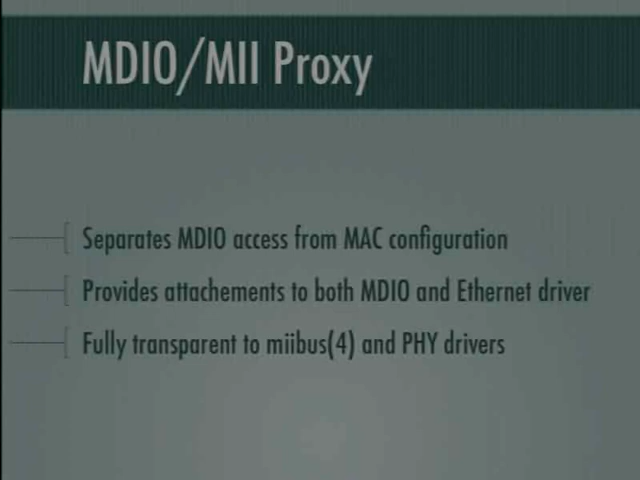 MDIO/MII Proxy
Separates MDIO access from MAC configuration
Provides attachements to both MDIO and Ethernet driver
Fully transparent to miibus(4) and PHY drivers